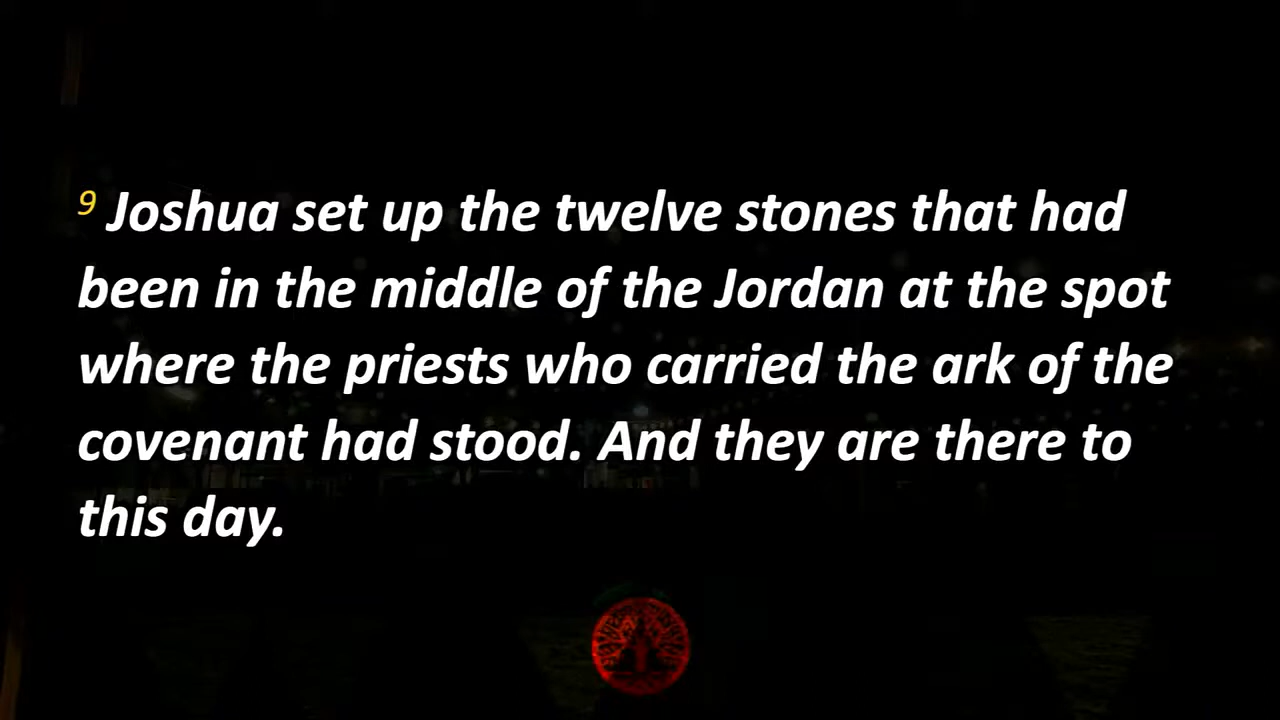 9 Joshua set up the twelve stones that had
been in the middle of the Jordan at the spot
where the priests who carried the ark of the
covenant had stood. And they are there to
this day.